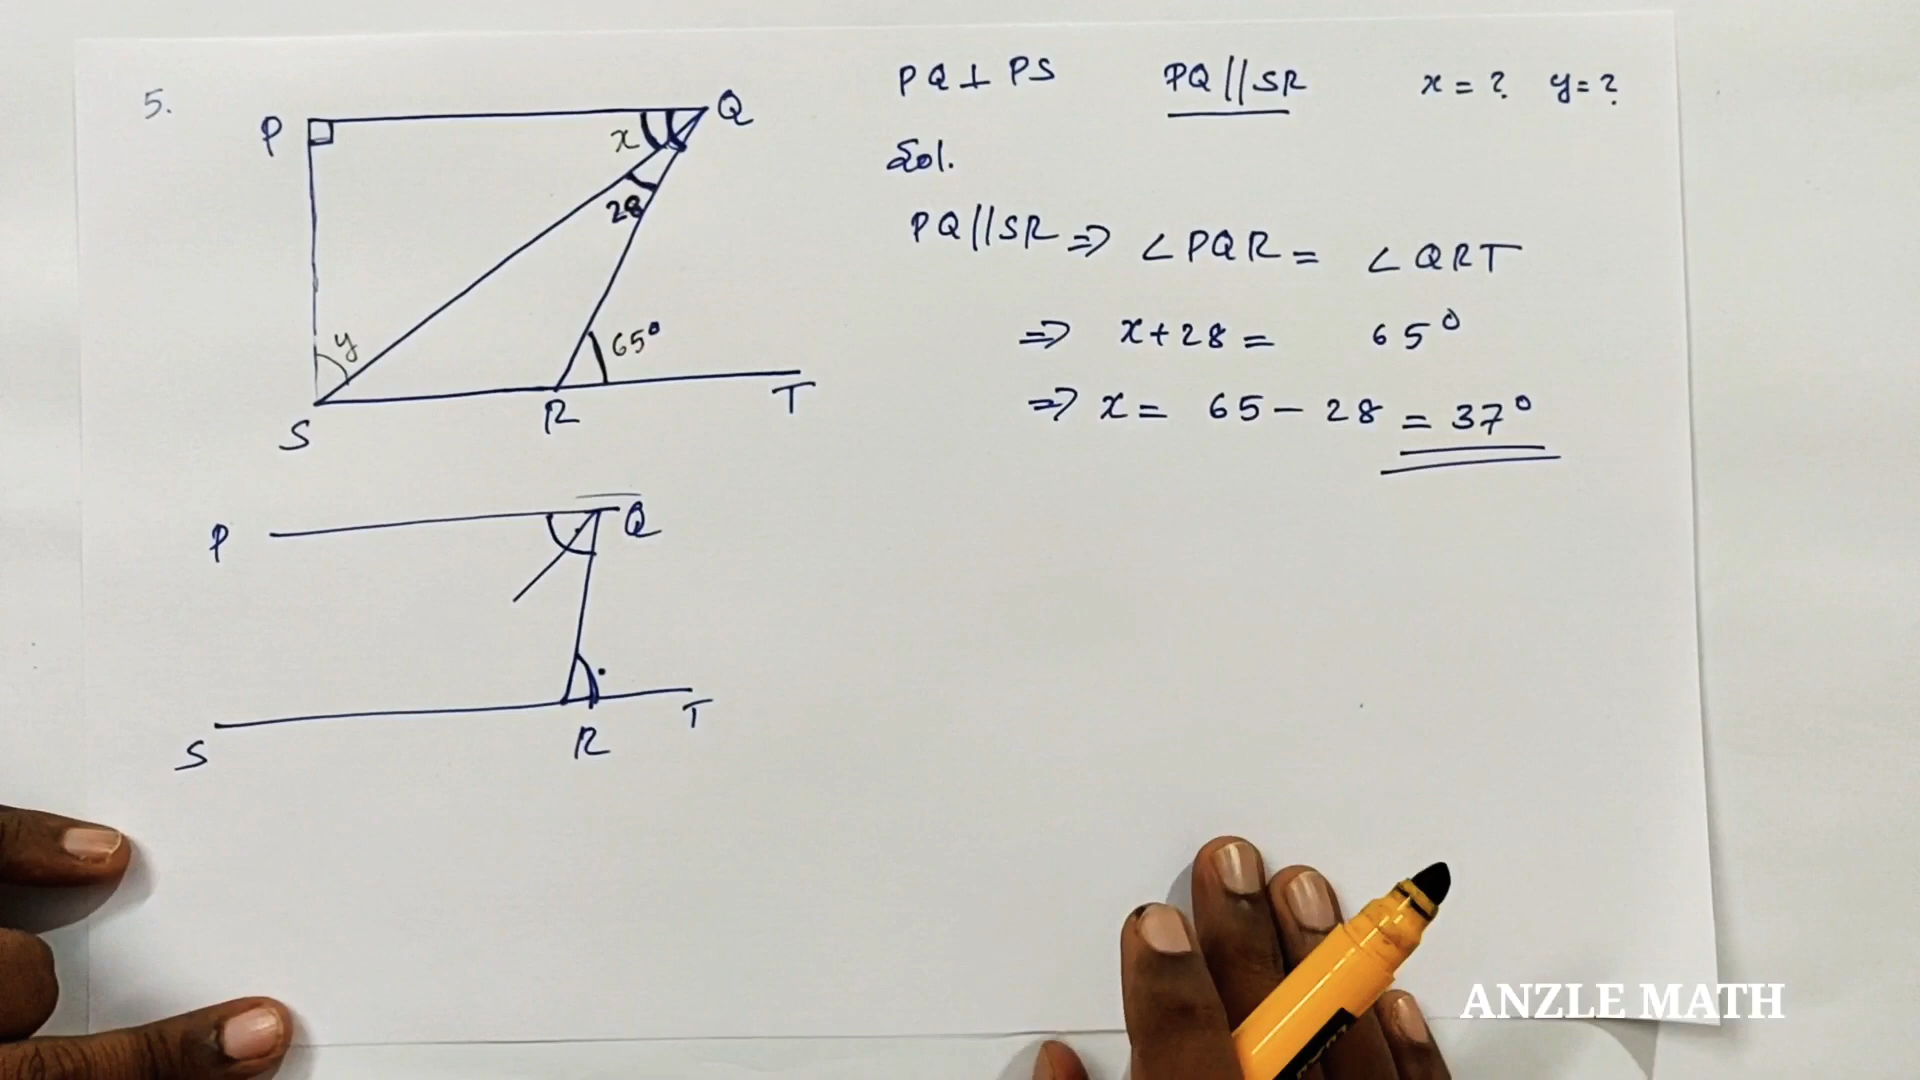 5.
PQ⊥PS PQ//SR x=? y=?
P Q
x
28
y
65°
S R T
Sol.
PQ//SR ⇒ ∠PQR = ∠QRT
⇒ x+28 = 65°
⇒ x = 65 - 28 = 37°
P Q
S R T
ANZLE MATH